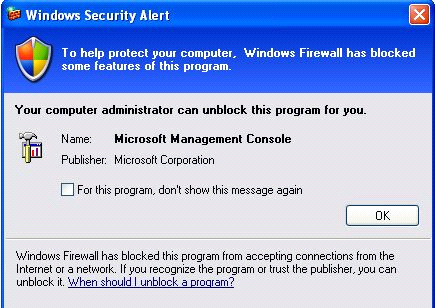 Windows Security Alert
To help protect your computer, Windows Firewall has blocked
some features of this program.
Your computer administrator can unblock this program for you.
Name: Microsoft Management Console
Publisher: Microsoft Corporation
For this program, don't show this message again
OK
Windows Firewall has blocked this program from accepting connections from the
Internet or a network. If you recognize the program or trust the publisher, you can
unblock it. When should I unblock a program?